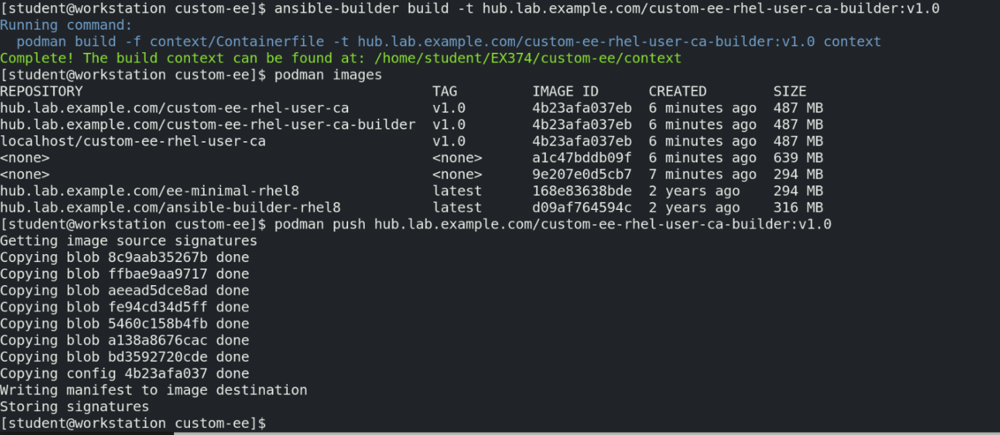 [student@workstation custom-ee]$ ansible-builder build -t hub.lab.example.com/custom-ee-rhel-user-ca-builder:v1.0
Running command:
  podman build -f context/Containerfile -t hub.lab.example.com/custom-ee-rhel-user-ca-builder:v1.0 context
Complete! The build context can be found at: /home/student/EX374/custom-ee/context
[student@workstation custom-ee]$ podman images
REPOSITORY                                          TAG         IMAGE ID      CREATED        SIZE
hub.lab.example.com/custom-ee-rhel-user-ca          v1.0        4b23afa037eb  6 minutes ago  487 MB
hub.lab.example.com/custom-ee-rhel-user-ca-builder  v1.0        4b23afa037eb  6 minutes ago  487 MB
localhost/custom-ee-rhel-user-ca                    v1.0        4b23afa037eb  6 minutes ago  487 MB
<none>                                              <none>      a1c47bddb09f  6 minutes ago  639 MB
<none>                                              <none>      9e207e0d5cb7  7 minutes ago  294 MB
hub.lab.example.com/ee-minimal-rhel8                latest      168e83638bde  2 years ago    294 MB
hub.lab.example.com/ansible-builder-rhel8           latest      d09af764594c  2 years ago    316 MB
[student@workstation custom-ee]$ podman push hub.lab.example.com/custom-ee-rhel-user-ca-builder:v1.0
Getting image source signatures
Copying blob 8c9aab35267b done
Copying blob ffbae9aa9717 done
Copying blob aeead5dce8ad done
Copying blob fe94cd34d5ff done
Copying blob 5460c158b4fb done
Copying blob a138a8676cac done
Copying blob bd3592720cde done
Copying config 4b23afa037 done
Writing manifest to image destination
Storing signatures
[student@workstation custom-ee]$